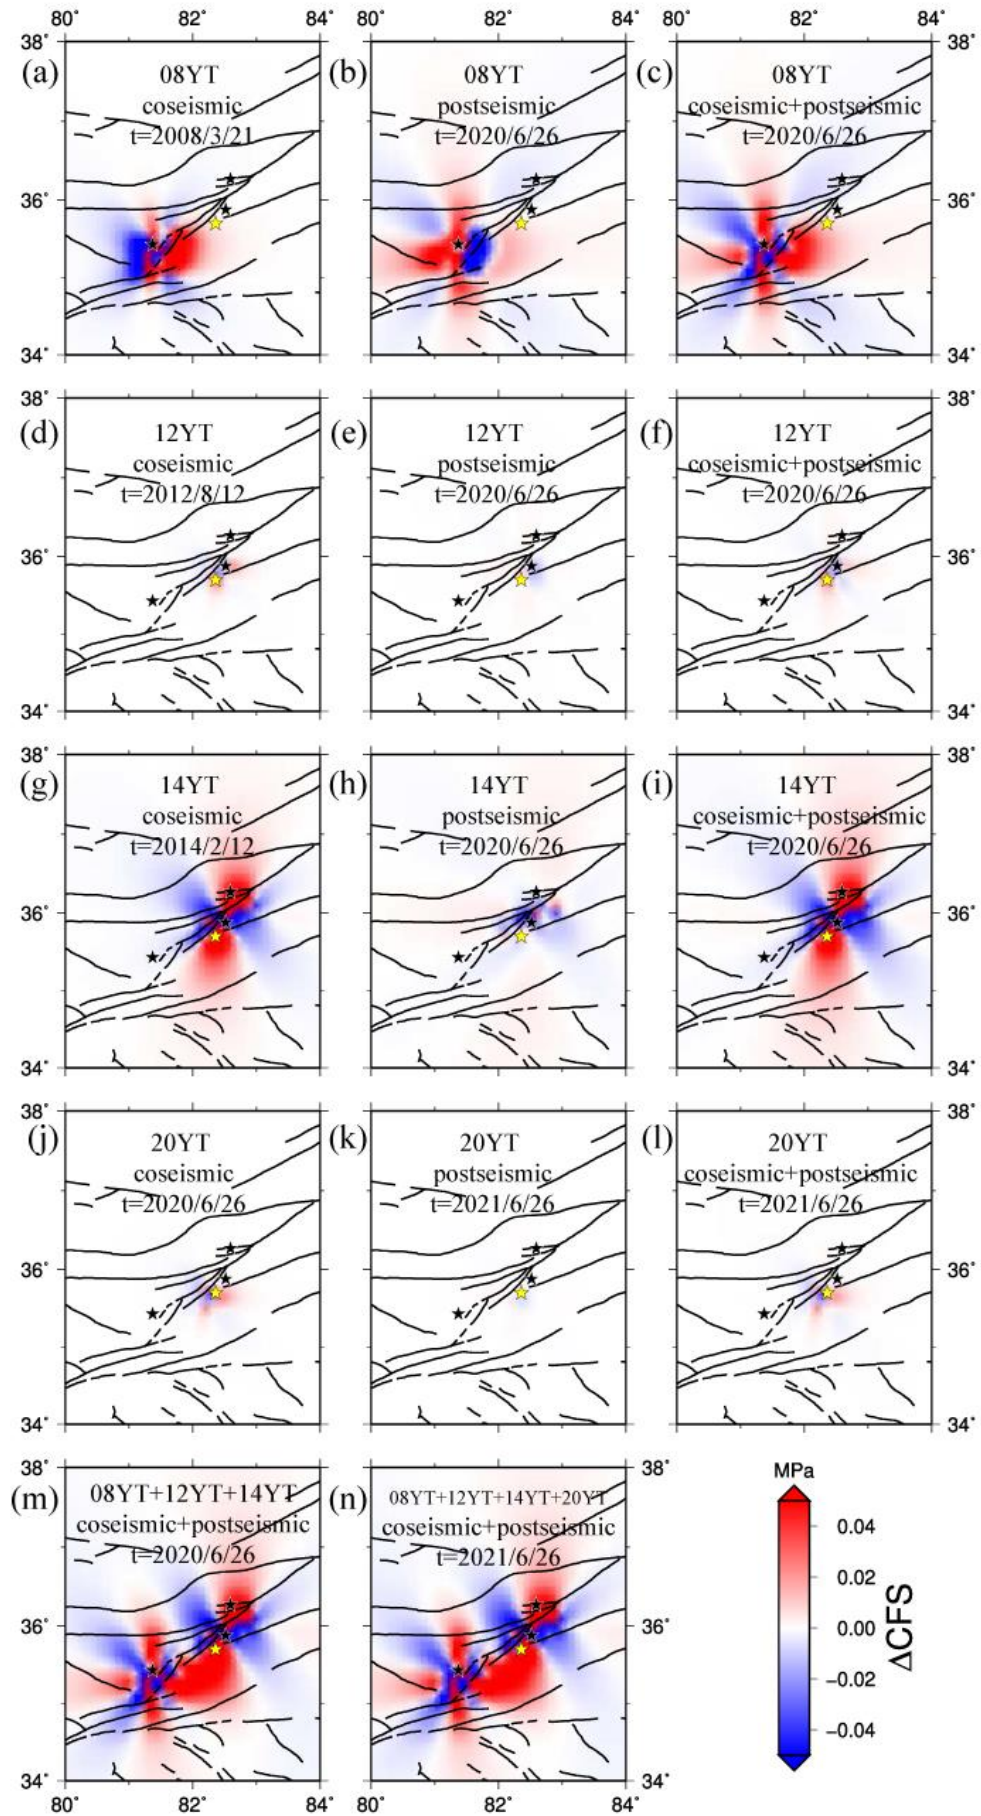 80° 82° 84° 80° 82° 84° 80° 82° 84°
38° 38°
(a) 08YT
coseismic
t=2008/3/21
(b) 08YT
postseismic
t=2020/6/26
(c) 08YT
coseismic+postseismic
t=2020/6/26
36° 36°
34° 34°
38° 38°
(d) 12YT
coseismic
t=2012/8/12
(e) 12YT
postseismic
t=2020/6/26
(f) 12YT
coseismic+postseismic
t=2020/6/26
36° 36°
34° 34°
38° 38°
(g) 14YT
coseismic
t=2014/2/12
(h) 14YT
postseismic
t=2020/6/26
(i) 14YT
coseismic+postseismic
t=2020/6/26
36° 36°
34° 34°
38° 38°
(j) 20YT
coseismic
t=2020/6/26
(k) 20YT
postseismic
t=2021/6/26
(l) 20YT
coseismic+postseismic
t=2021/6/26
36° 36°
34° 34°
38° 38°
(m) 08YT+12YT+14YT
coseismic+postseismic
t=2020/6/26
(n) 08YT+12YT+14YT+20YT
coseismic+postseismic
t=2021/6/26
36° 36°
34° 34°
80° 82° 84° 80° 82° 84°
MPa
0.04
0.02
0.00
−0.02
−0.04
ΔCFS